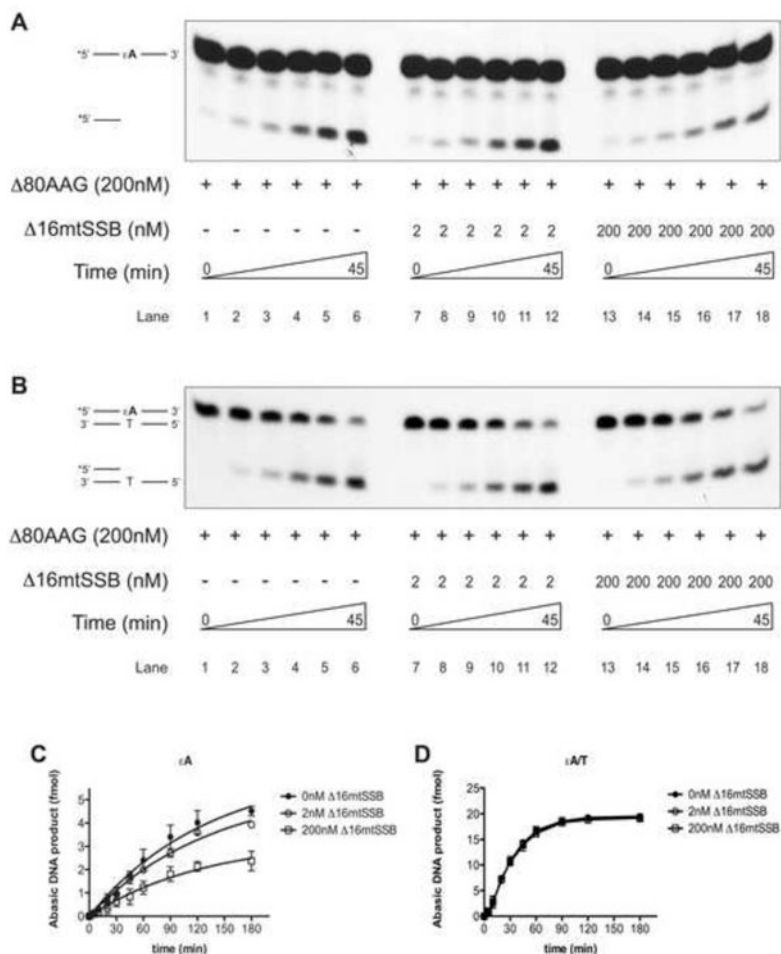 A
*5' εA 3'
*5'
Δ80AAG (200nM) + + + + + + + + + + + + + + + + + +
Δ16mtSSB (nM) - - - - - - 2 2 2 2 2 2 200 200 200 200 200 200
Time (min) 0 45 0 45 0 45
Lane 1 2 3 4 5 6 7 8 9 10 11 12 13 14 15 16 17 18
B
*5' εA 3'
3' T 5'
*5'
3' T 5'
Δ80AAG (200nM) + + + + + + + + + + + + + + + + + +
Δ16mtSSB (nM) - - - - - - 2 2 2 2 2 2 200 200 200 200 200 200
Time (min) 0 45 0 45 0 45
Lane 1 2 3 4 5 6 7 8 9 10 11 12 13 14 15 16 17 18
C
εA
Abasic DNA product (fmol)
5
4
3
2
1
0
0 30 60 90 120 150 180
time (min)
0nM Δ16mtSSB
2nM Δ16mtSSB
200nM Δ16mtSSB
D
εA/T
Abasic DNA product (fmol)
25
20
15
10
5
0
0 30 60 90 120 150 180
time (min)
0nM Δ16mtSSB
2nM Δ16mtSSB
200nM Δ16mtSSB